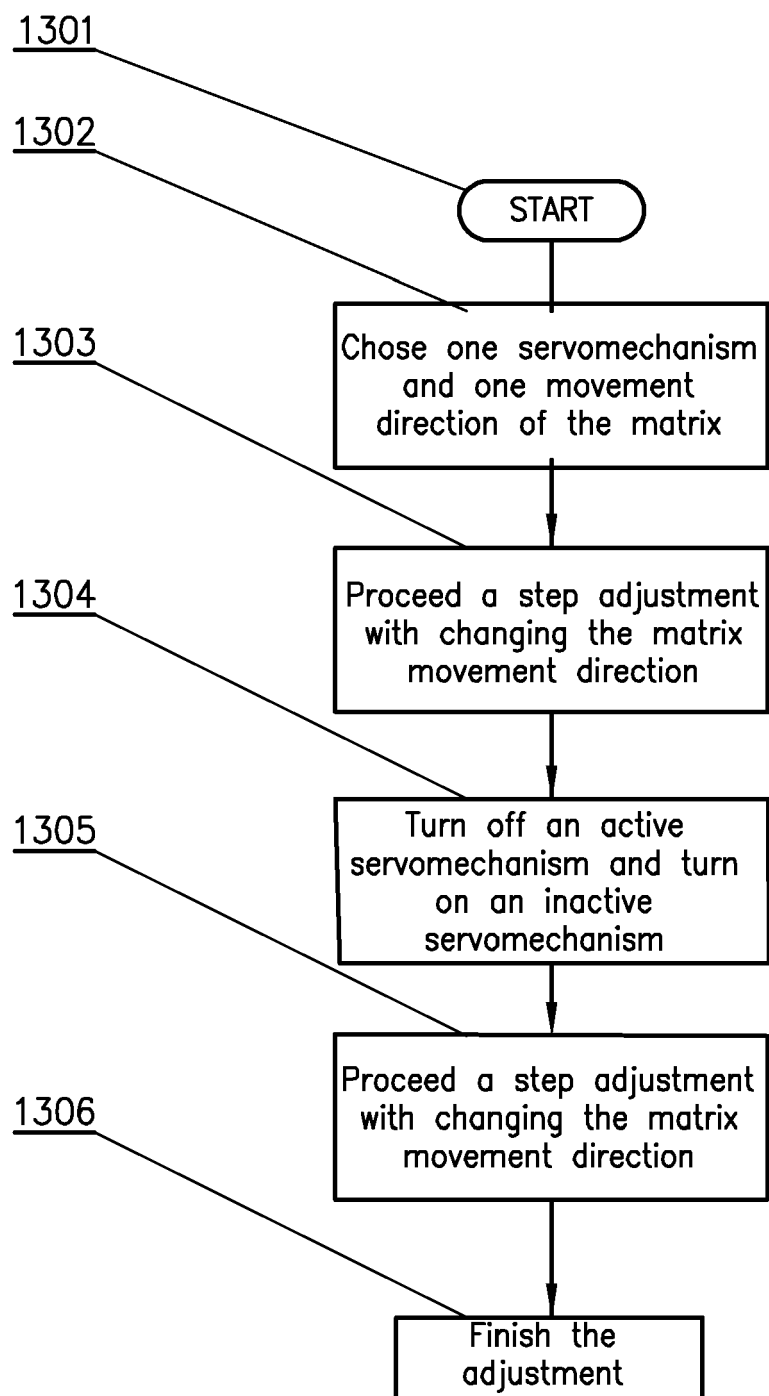 1301
1302
START
Chose one servomechanism
and one movement
direction of the matrix
1303
Proceed a step adjustment
with changing the matrix
movement direction
1304
Turn off an active
servomechanism and turn
on an inactive
servomechanism
1305
Proceed a step adjustment
with changing the matrix
movement direction
1306
Finish the
adjustment